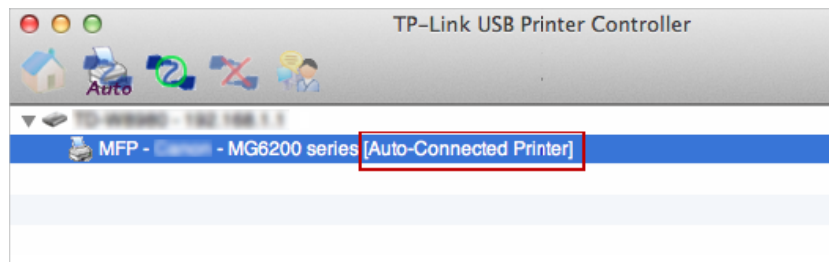 TP-Link USB Printer Controller
Auto
MFP - - MG6200 series [Auto-Connected Printer]